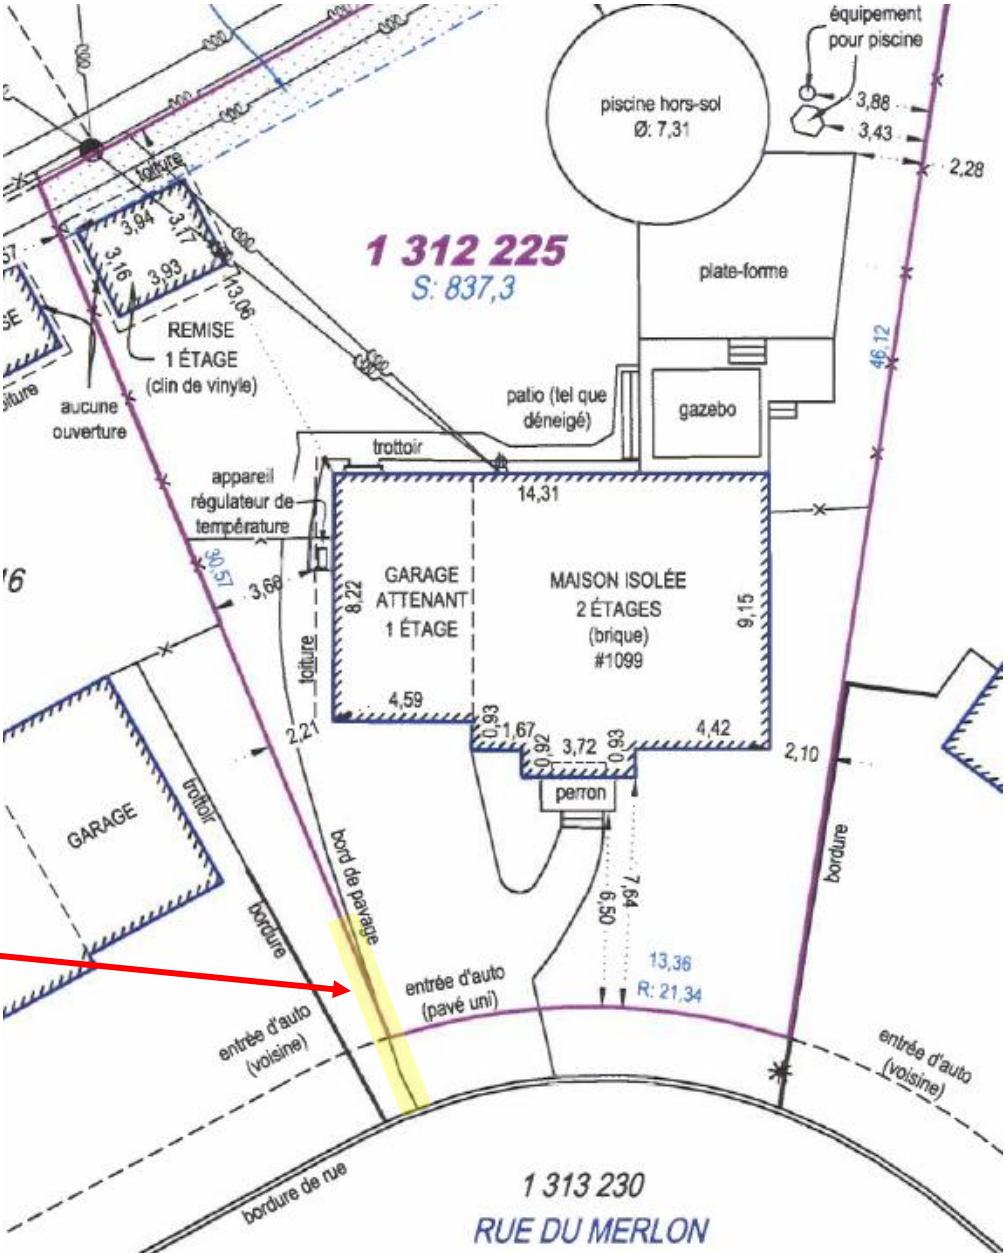 équipement
pour piscine
piscine hors-sol
Ø: 7,31
3,88
3,43
2,28
toiture
3,94
3,17
3,16
3,93
13,06
1 312 225
S: 837,3
plate-forme
REMISE
1 ÉTAGE
(clin de vinyle)
aucune
ouverture
46,12
patio (tel que
déneigé)
gazebo
trottoir
appareil
régulateur de
température
14,31
30,57
3,68
8,22
GARAGE
ATTENANT
1 ÉTAGE
MAISON ISOLÉE
2 ÉTAGES
(brique)
#1099
9,15
toiture
4,59
0,93
1,67
0,92
3,72
0,93
4,42
2,21
2,10
perron
trottoir
GARAGE
bord de pavage
bordure
bordure
6,50
7,64
13,36
R: 21,34
entrée d'auto
(pavé uni)
entrée d'auto
(voisine)
entrée d'auto
(voisine)
bordure de rue
1 313 230
RUE DU MERLON